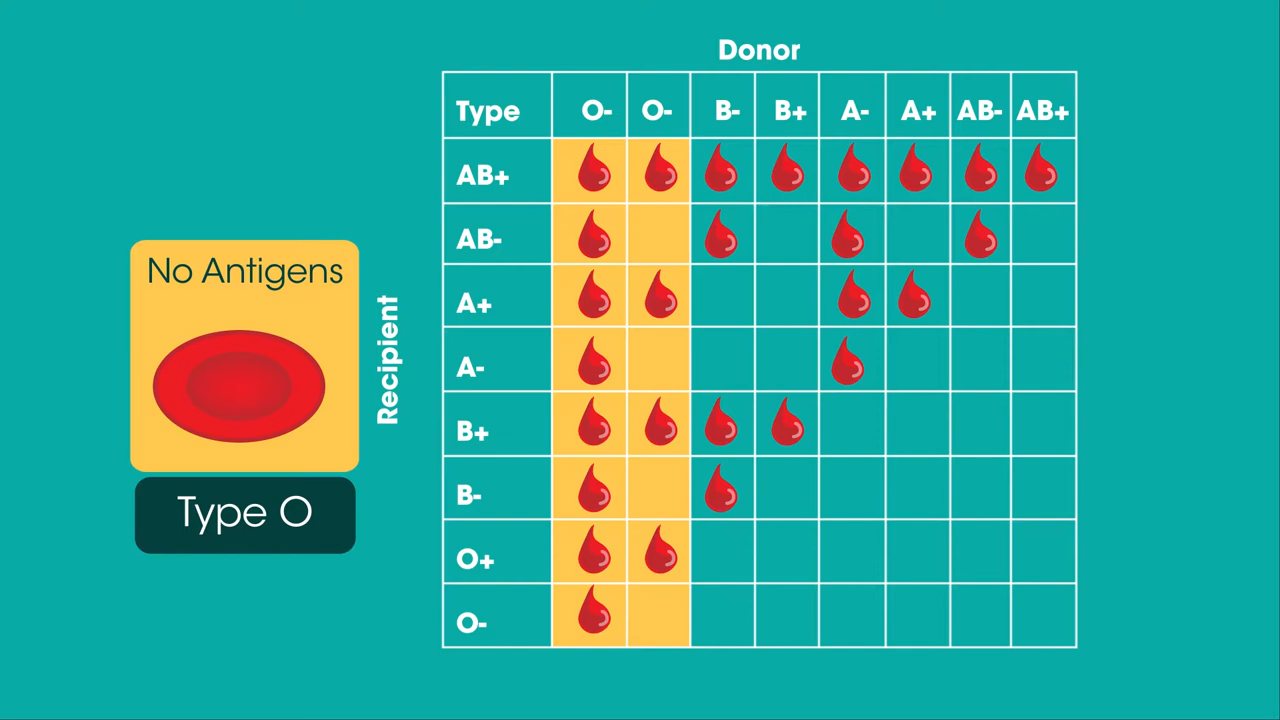 Donor
Type O- O- B- B+ A- A+ AB- AB+
AB+
AB-
A+
A-
B+
B-
O+
O-
Recipient
No Antigens
Type O